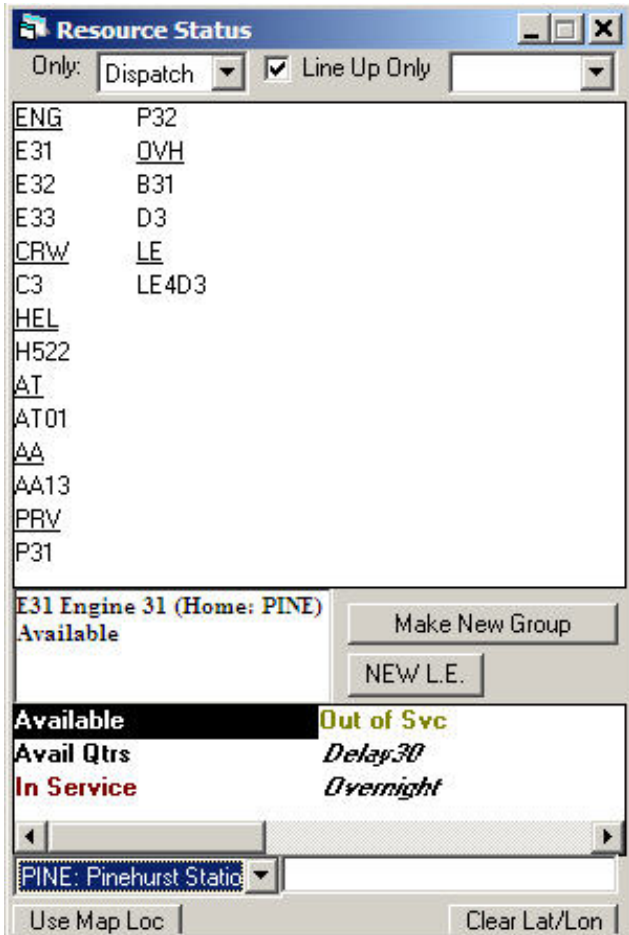 Resource Status
Only: Dispatch Line Up Only
ENG P32
E31 OVH
E32 B31
E33 D3
CRW LE
C3 LE4D3
HEL
H522
AT
AT01
AA
AA13
PRV
P31
E31 Engine 31 (Home: PINE)
Available
Make New Group
NEW L.E.
Available Out of Svc
Avail Qtrs Delay30
In Service Overnight
PINE: Pinehurst Statio
Use Map Loc Clear Lat/Lon